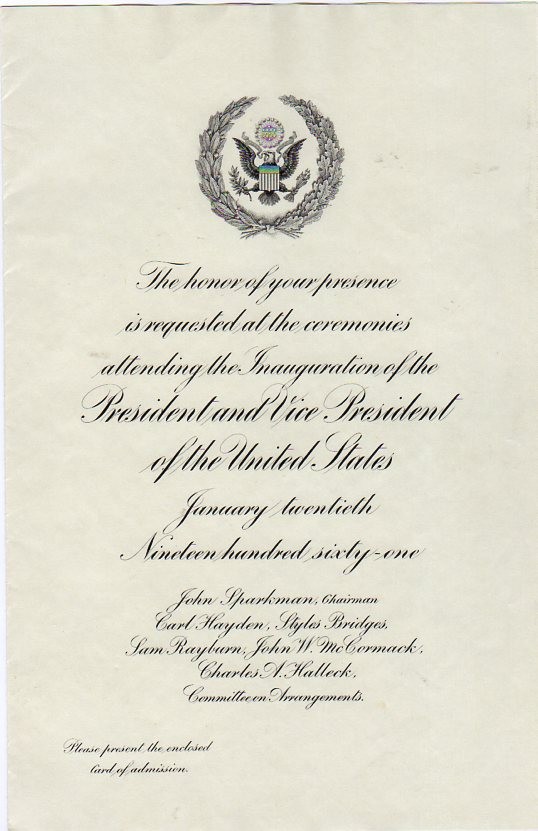 The honor of your presence
is requested at the ceremonies
attending the Inauguration of the
President and Vice President
of the United States
January twentieth
Nineteen hundred sixty-one
John Sparkman, Chairman
Carl Hayden, Styles Bridges,
Sam Rayburn, John W. McCormack,
Charles A. Halleck,
Committee on Arrangements.
Please present the enclosed
Card of admission.